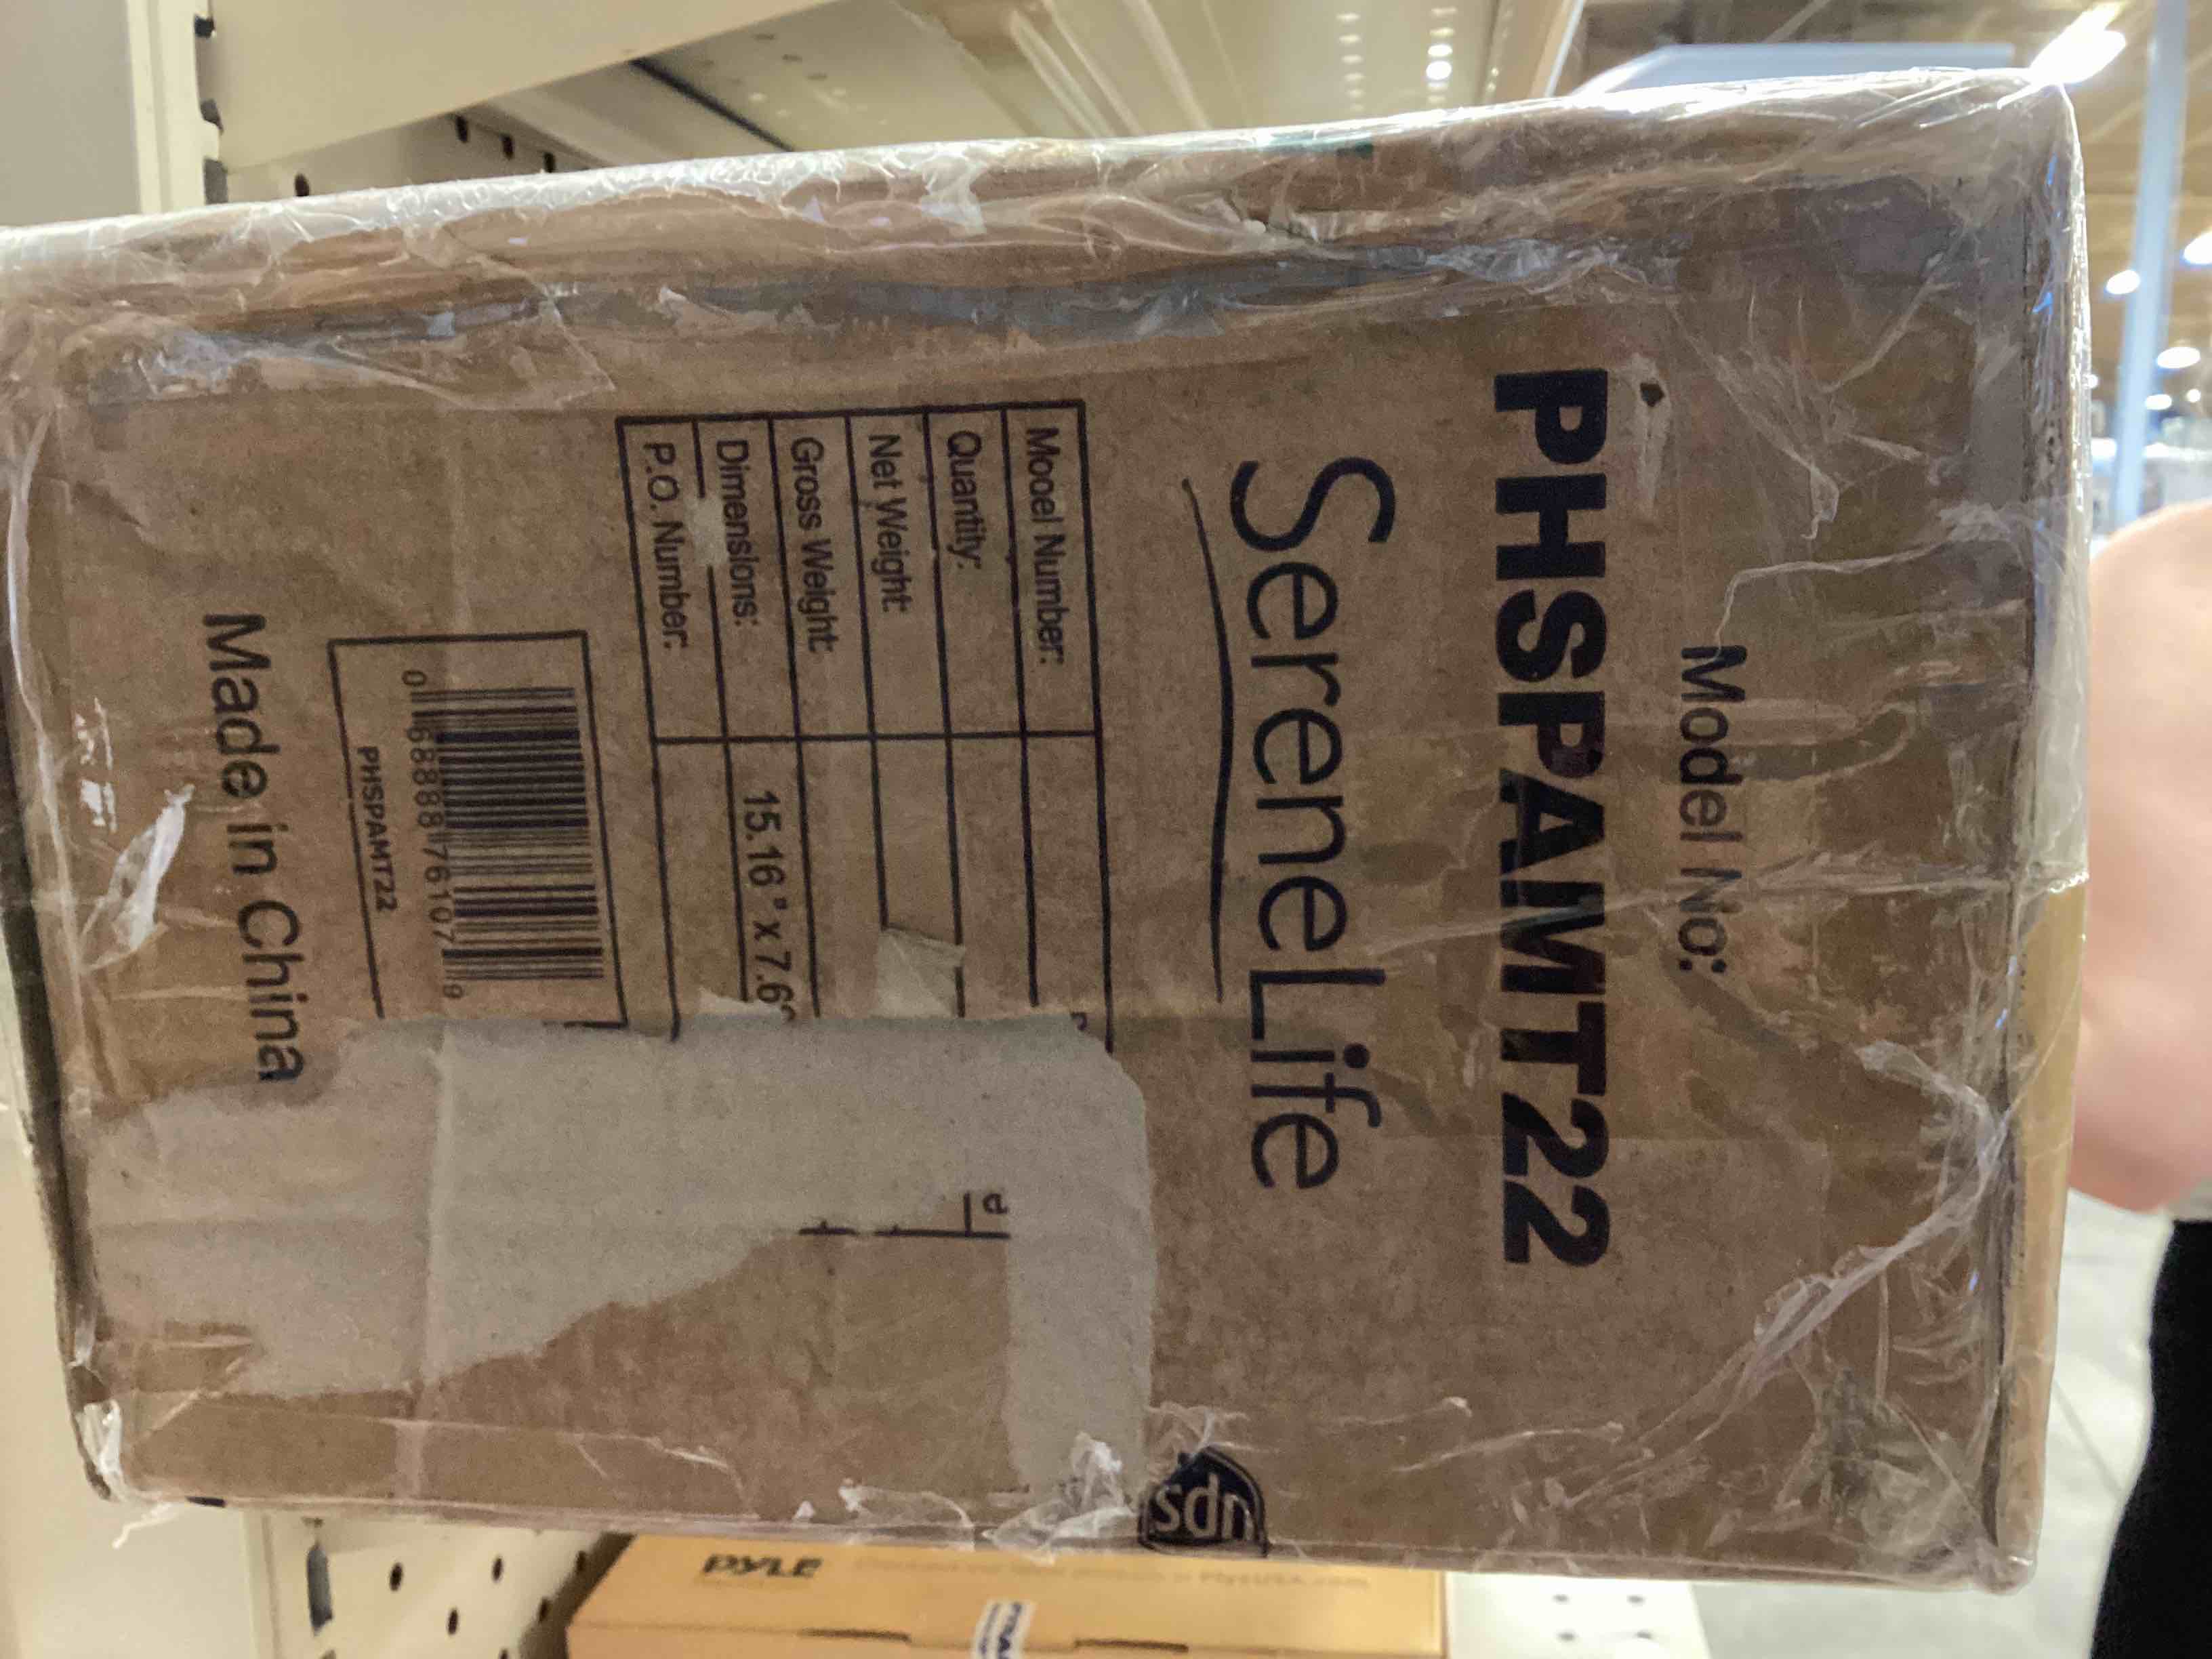 Model No:
PHSPAMT22
SereneLife
Model Number:
Quantity:
Net Weight:
Gross Weight:
Dimensions: 15.16" x 7.6
P.O. Number:
e
0 68888 76107 9
PHSPAMT22
Made in China
ups
PYLE